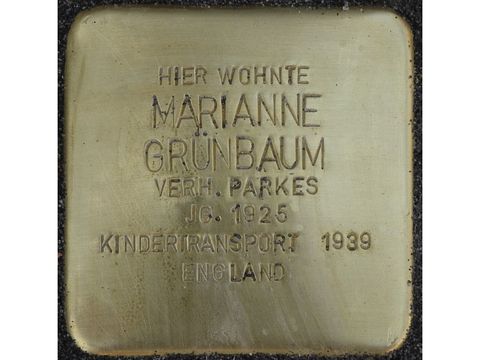 HIER WOHNTE
MARIANNE
GRÜNBAUM
VERH. PARKES
JG. 1925
KINDERTRANSPORT 1939
ENGLAND